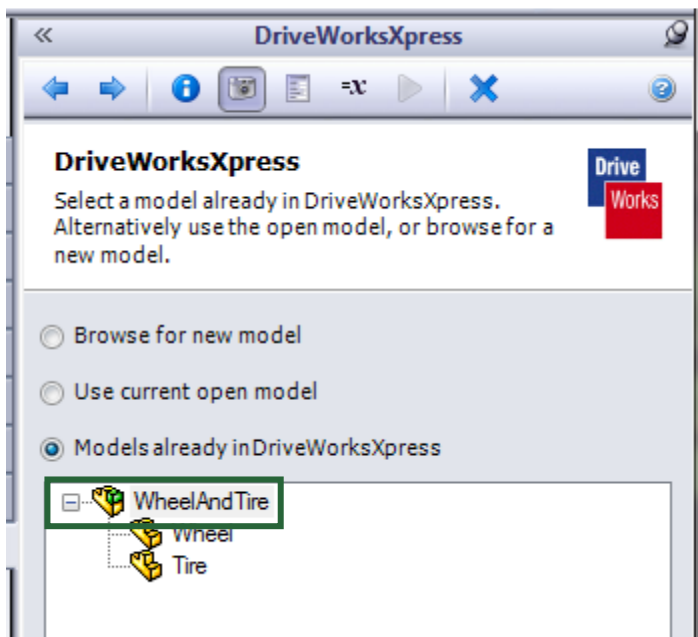 DriveWorksXpress
=x
DriveWorksXpress
Select a model already in DriveWorksXpress.
Alternatively use the open model, or browse for a
new model.
Drive
Works
Browse for new model
Use current open model
Models already in DriveWorksXpress
WheelAndTire
Wheel
Tire